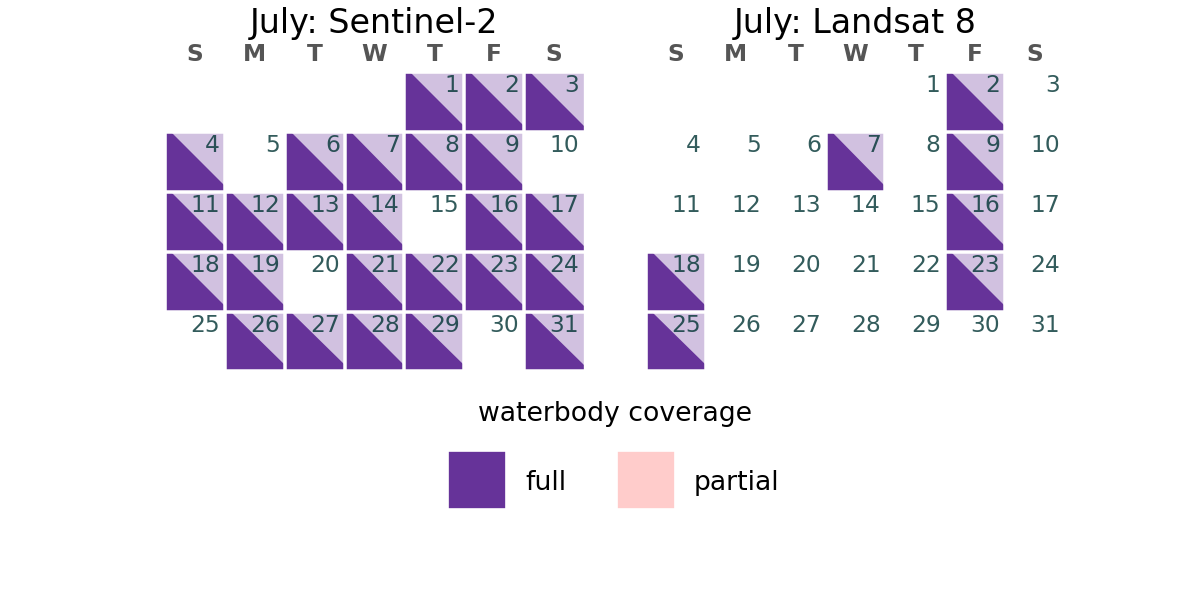 July: Sentinel-2
S M T W T F S
1 2 3
4 5 6 7 8 9 10
11 12 13 14 15 16 17
18 19 20 21 22 23 24
25 26 27 28 29 30 31
July: Landsat 8
S M T W T F S
1 2 3
4 5 6 7 8 9 10
11 12 13 14 15 16 17
18 19 20 21 22 23 24
25 26 27 28 29 30 31
waterbody coverage
full partial